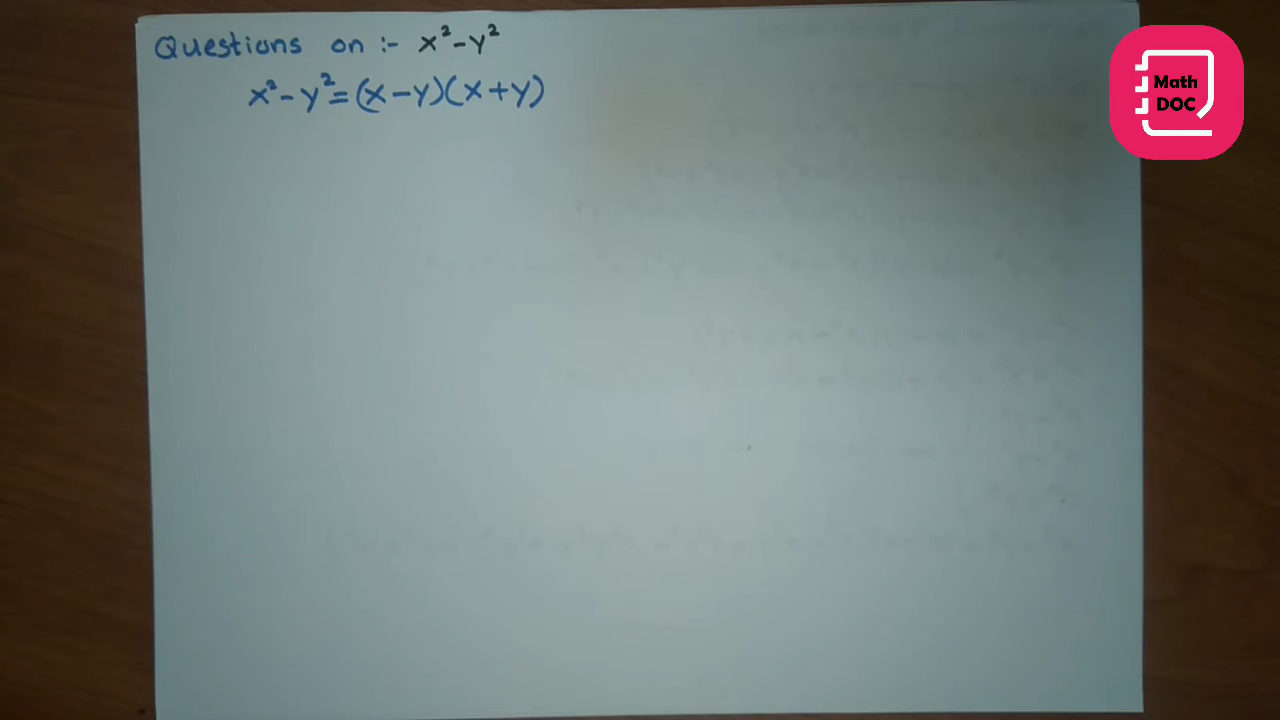 Questions on :- x²-y²
x²-y²=(x-y)(x+y)
Math
DOC